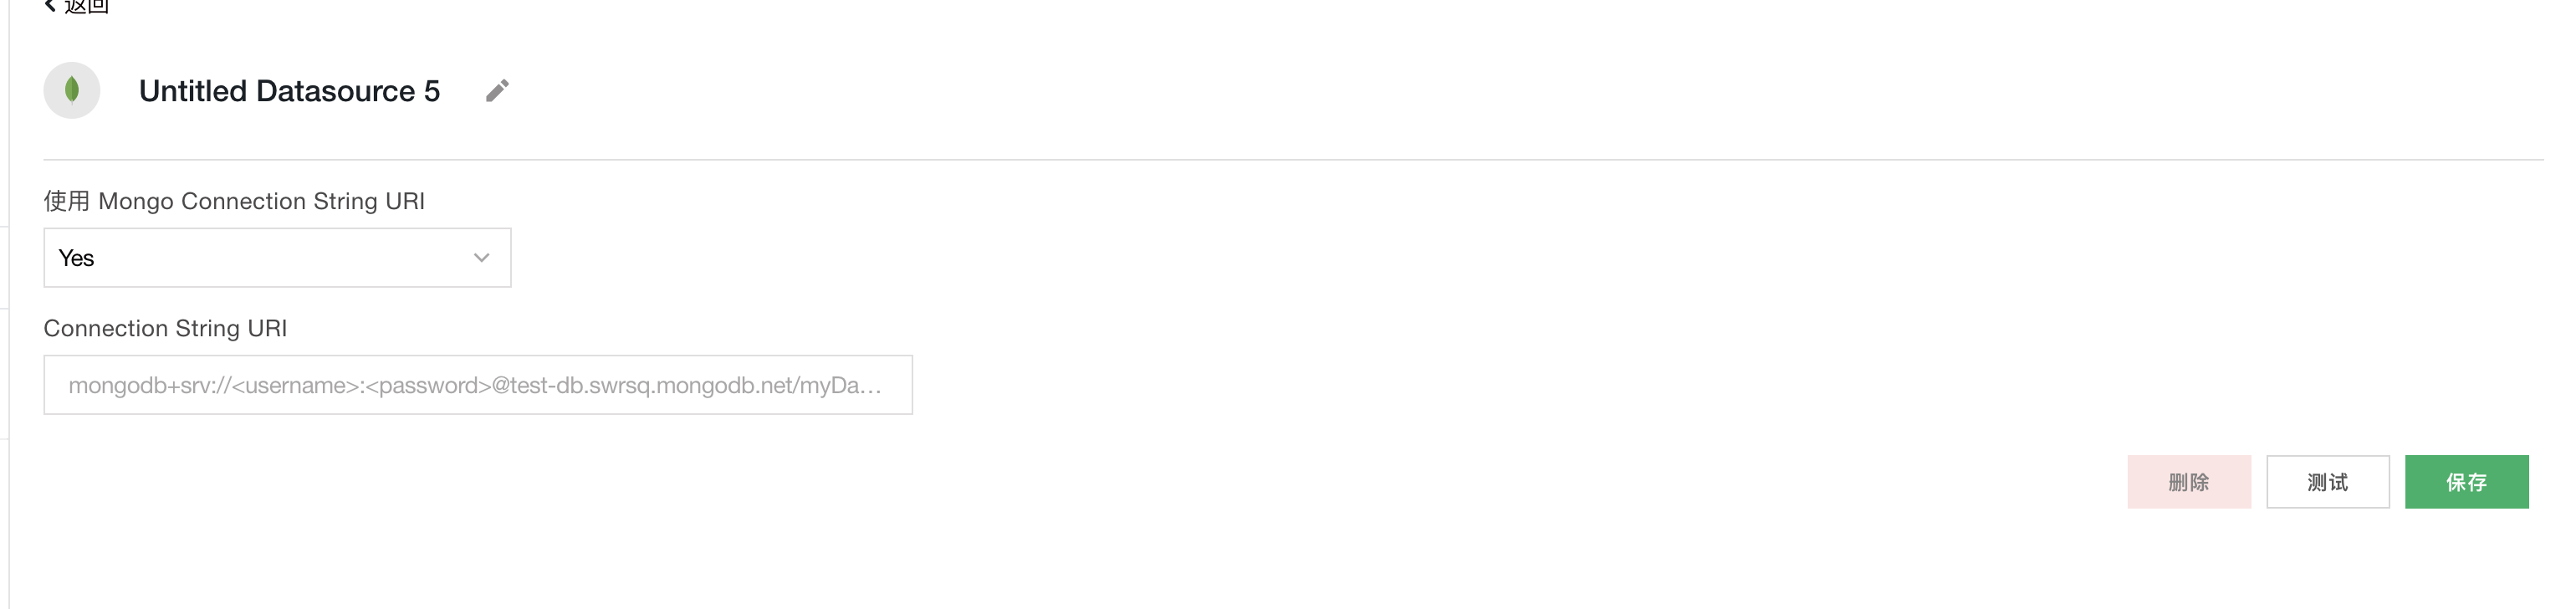 返回
Untitled Datasource 5
使用 Mongo Connection String URI
Yes
Connection String URI
mongodb+srv://<username>:<password>@test-db.swrsq.mongodb.net/myDa...
删除 测试 保存